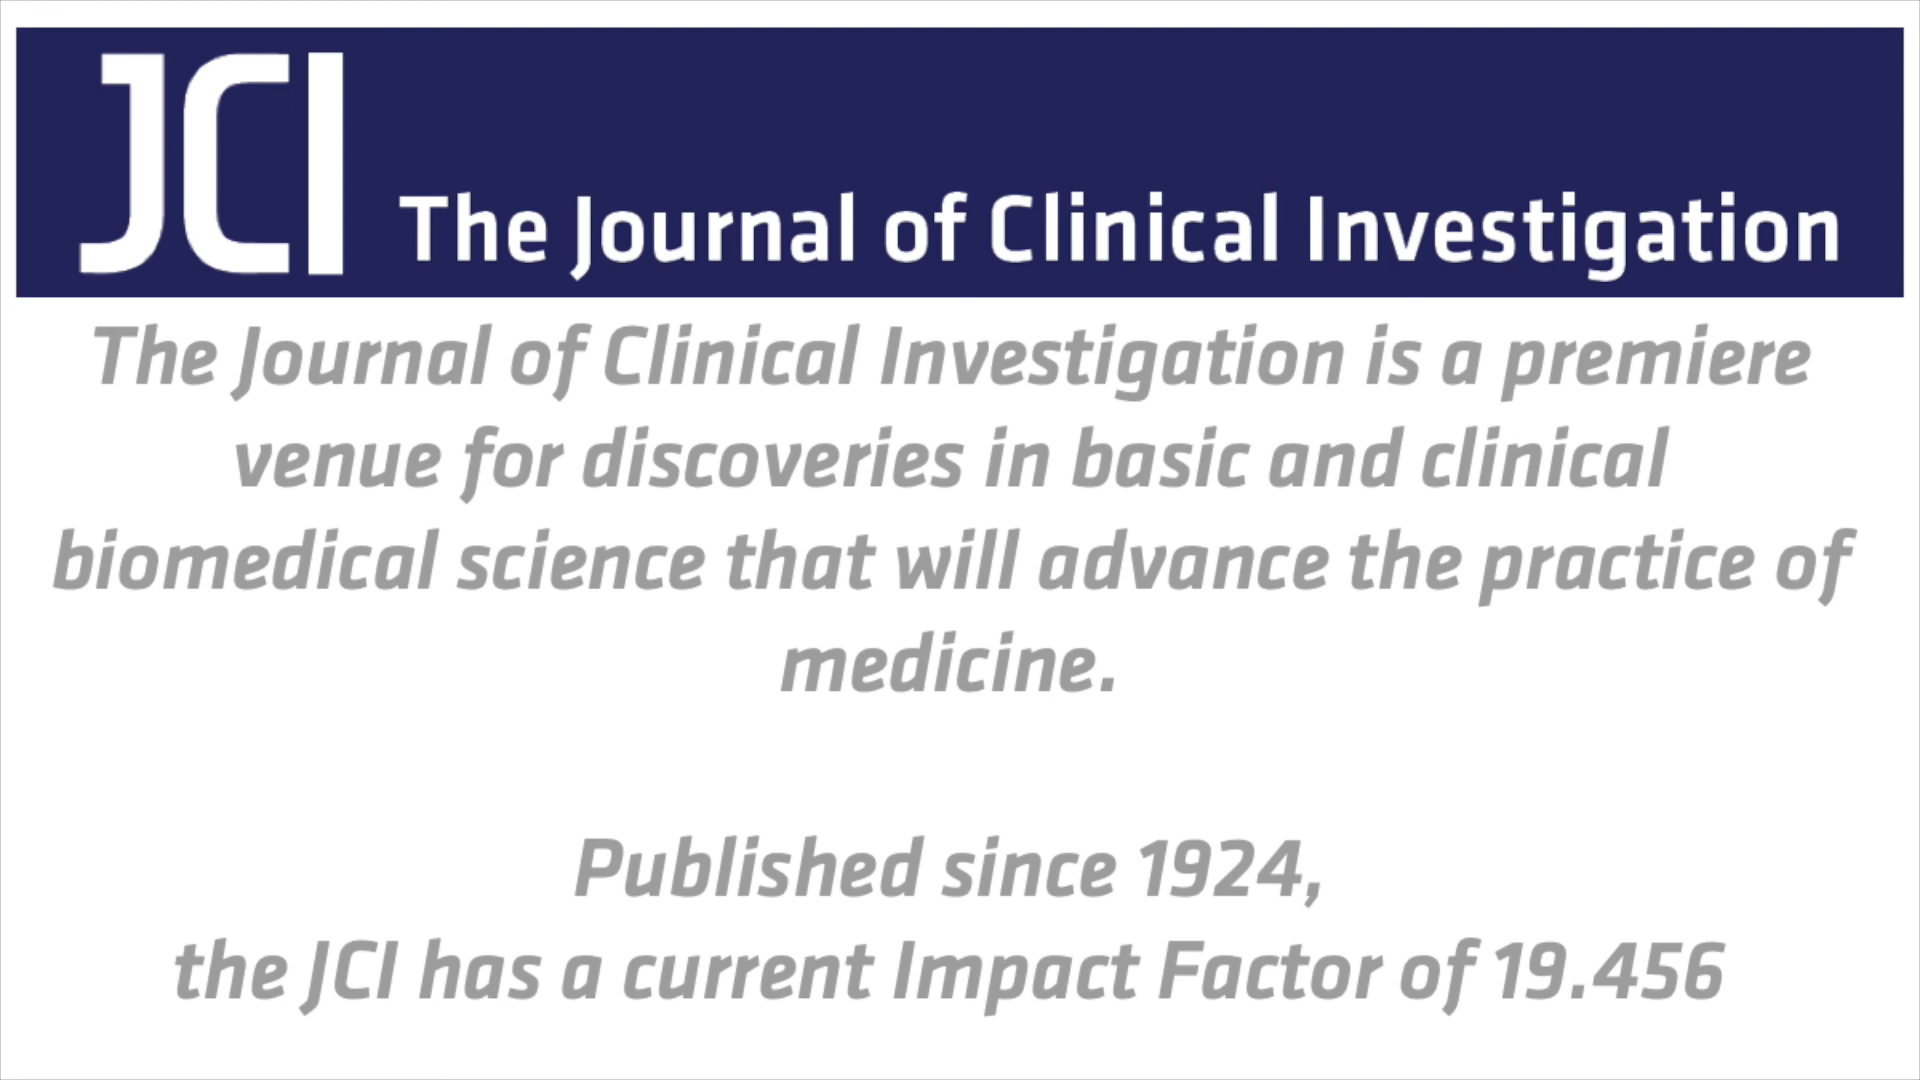 JCI The Journal of Clinical Investigation
The Journal of Clinical Investigation is a premiere
venue for discoveries in basic and clinical
biomedical science that will advance the practice of
medicine.
Published since 1924,
the JCI has a current Impact Factor of 19.456